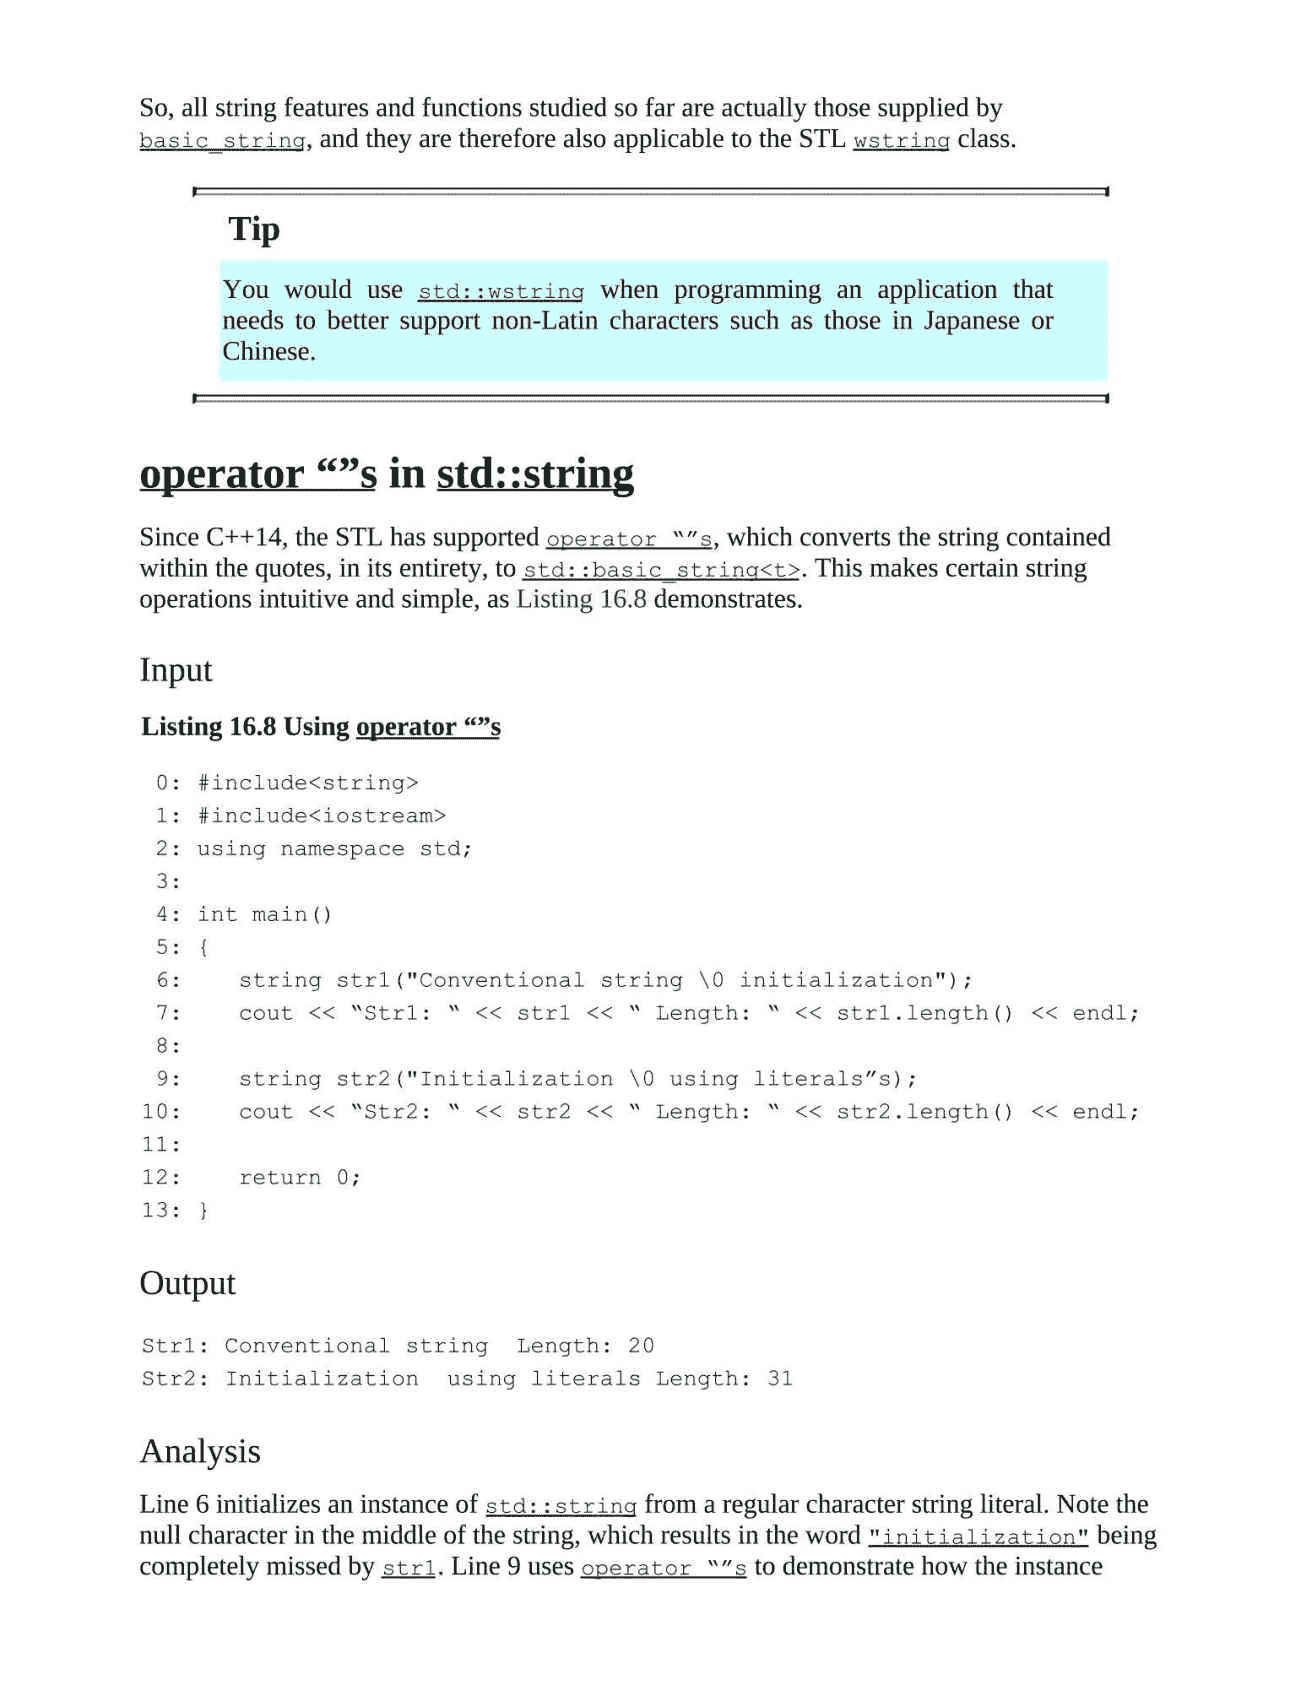 So, all string features and functions studied so far are actually those supplied by
basic_string, and they are therefore also applicable to the STL wstring class.
Tip
You would use std::wstring when programming an application that
needs to better support non-Latin characters such as those in Japanese or
Chinese.
operator “”s in std::string
Since C++14, the STL has supported operator “”s, which converts the string contained
within the quotes, in its entirety, to std::basic_string<t>. This makes certain string
operations intuitive and simple, as Listing 16.8 demonstrates.
Input
Listing 16.8 Using operator “”s
0: #include<string>
1: #include<iostream>
2: using namespace std;
3:
4: int main()
5: {
6:    string str1("Conventional string \0 initialization");
7:    cout << “Str1: “ << str1 << “ Length: “ << str1.length() << endl;
8:
9:    string str2("Initialization \0 using literals”s);
10:    cout << “Str2: “ << str2 << “ Length: “ << str2.length() << endl;
11:
12:    return 0;
13: }
Output
Str1: Conventional string  Length: 20
Str2: Initialization  using literals Length: 31
Analysis
Line 6 initializes an instance of std::string from a regular character string literal. Note the
null character in the middle of the string, which results in the word "initialization" being
completely missed by str1. Line 9 uses operator “”s to demonstrate how the instance